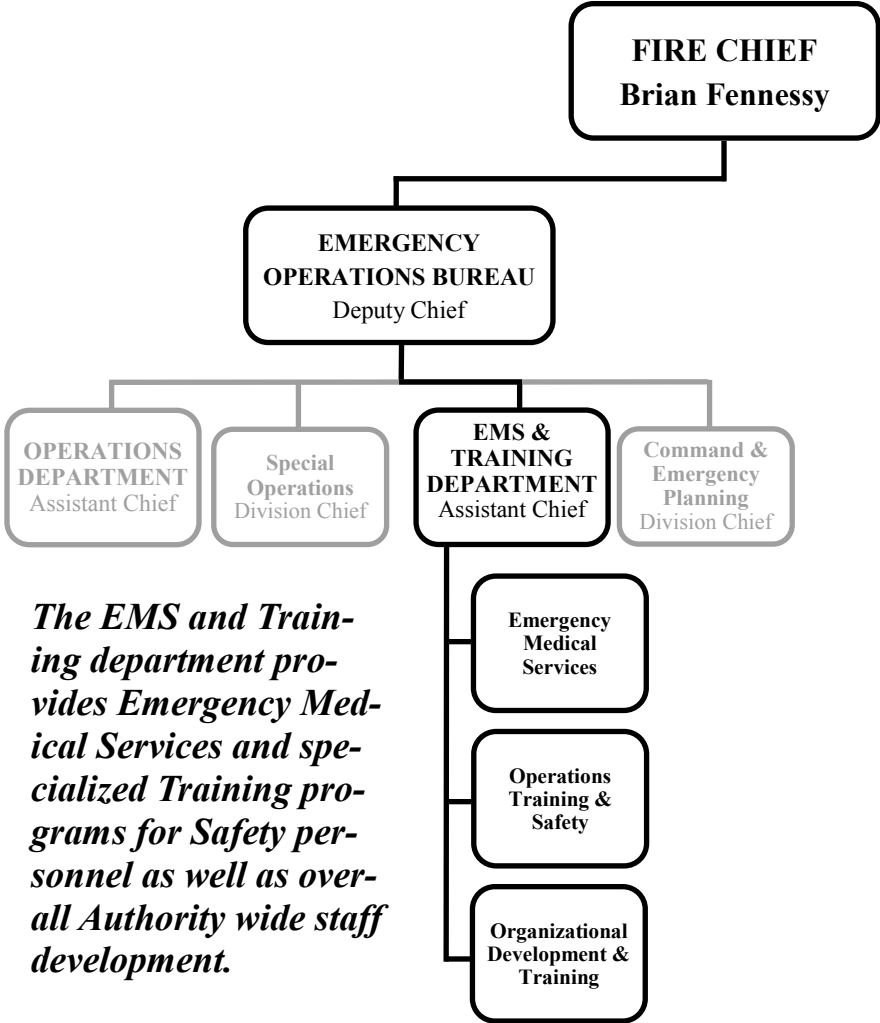 FIRE CHIEF
Brian Fennessy
EMERGENCY
OPERATIONS BUREAU
Deputy Chief
OPERATIONS
DEPARTMENT
Assistant Chief
Special
Operations
Division Chief
EMS &
TRAINING
DEPARTMENT
Assistant Chief
Command &
Emergency
Planning
Division Chief
The EMS and Train-
ing department pro-
vides Emergency Med-
ical Services and spe-
cialized Training pro-
grams for Safety per-
sonnel as well as over-
all Authority wide staff
development.
Emergency
Medical
Services
Operations
Training &
Safety
Organizational
Development &
Training